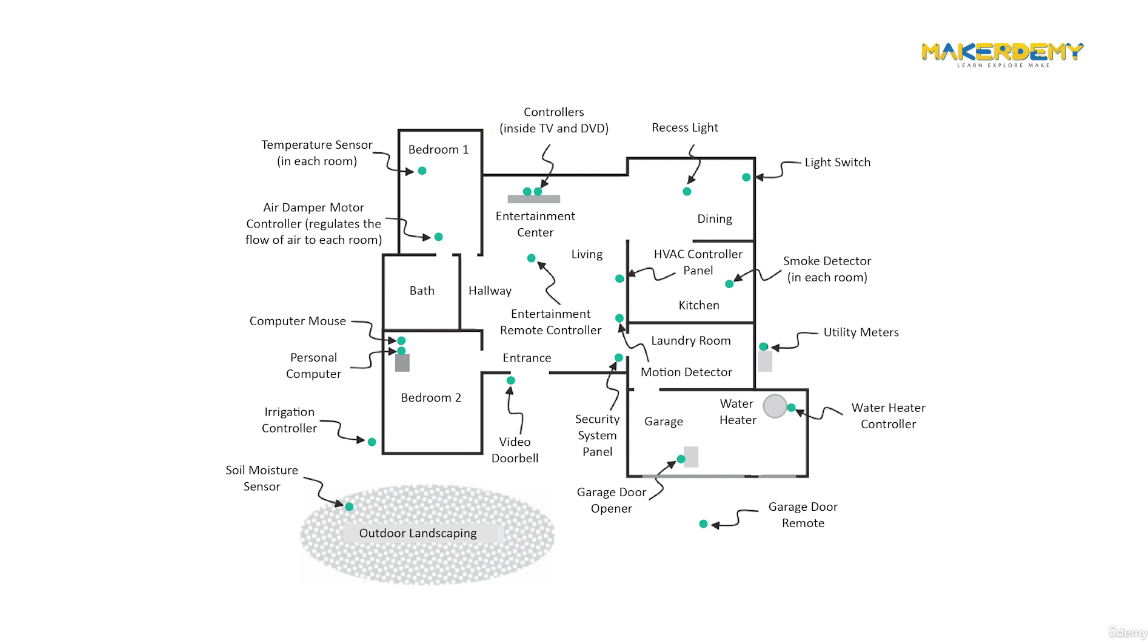 MAKERDEMY
LEARN EXPLORE MAKE
Controllers
(inside TV and DVD)
Recess Light
Temperature Sensor
(in each room)
Bedroom 1
Light Switch
Air Damper Motor
Controller (regulates the
flow of air to each room)
Entertainment
Center
Dining
Living
HVAC Controller
Panel
Smoke Detector
(in each room)
Bath
Hallway
Kitchen
Computer Mouse
Entertainment
Remote Controller
Utility Meters
Laundry Room
Personal
Computer
Entrance
Motion Detector
Bedroom 2
Irrigation
Controller
Video
Doorbell
Security
System
Panel
Garage
Water
Heater
Water Heater
Controller
Soil Moisture
Sensor
Garage Door
Opener
Garage Door
Remote
Outdoor Landscaping
ûdemy